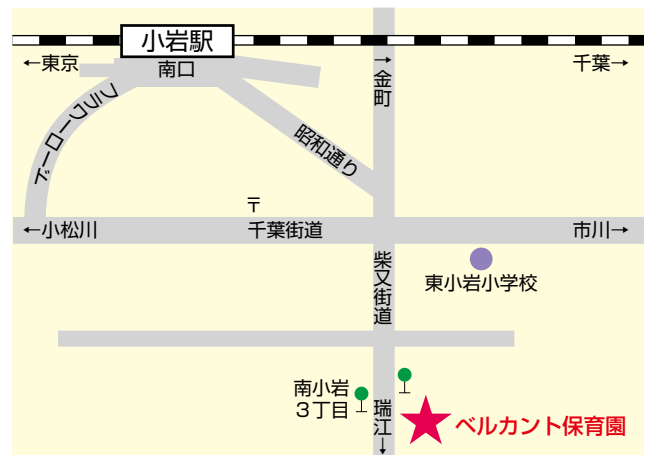 小岩駅
←東京
南口
↑金町
千葉→
フラワーロード
昭和通り
〒
←小松川
千葉街道
市川→
柴又街道
東小岩小学校
南小岩
3丁目
瑞江↓
ベルカント保育園